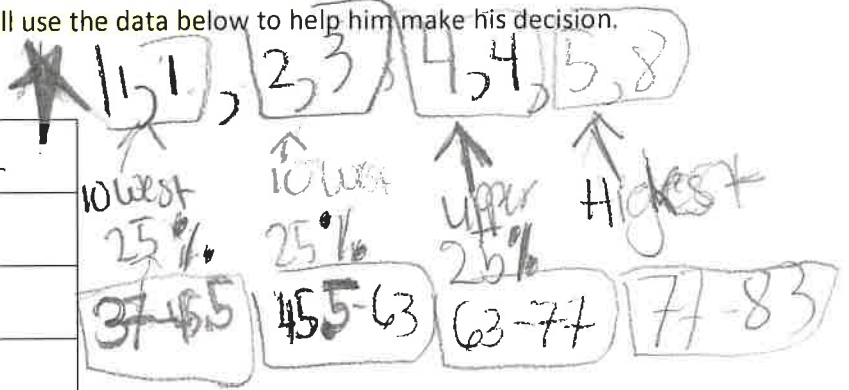 ll use the data below to help him make his decision.
1,1, 2,3, 4,4, 5,8
lowest lowest upper Highest
25% 25% 25%
37-45.5 45.5-63 63-77 77-83